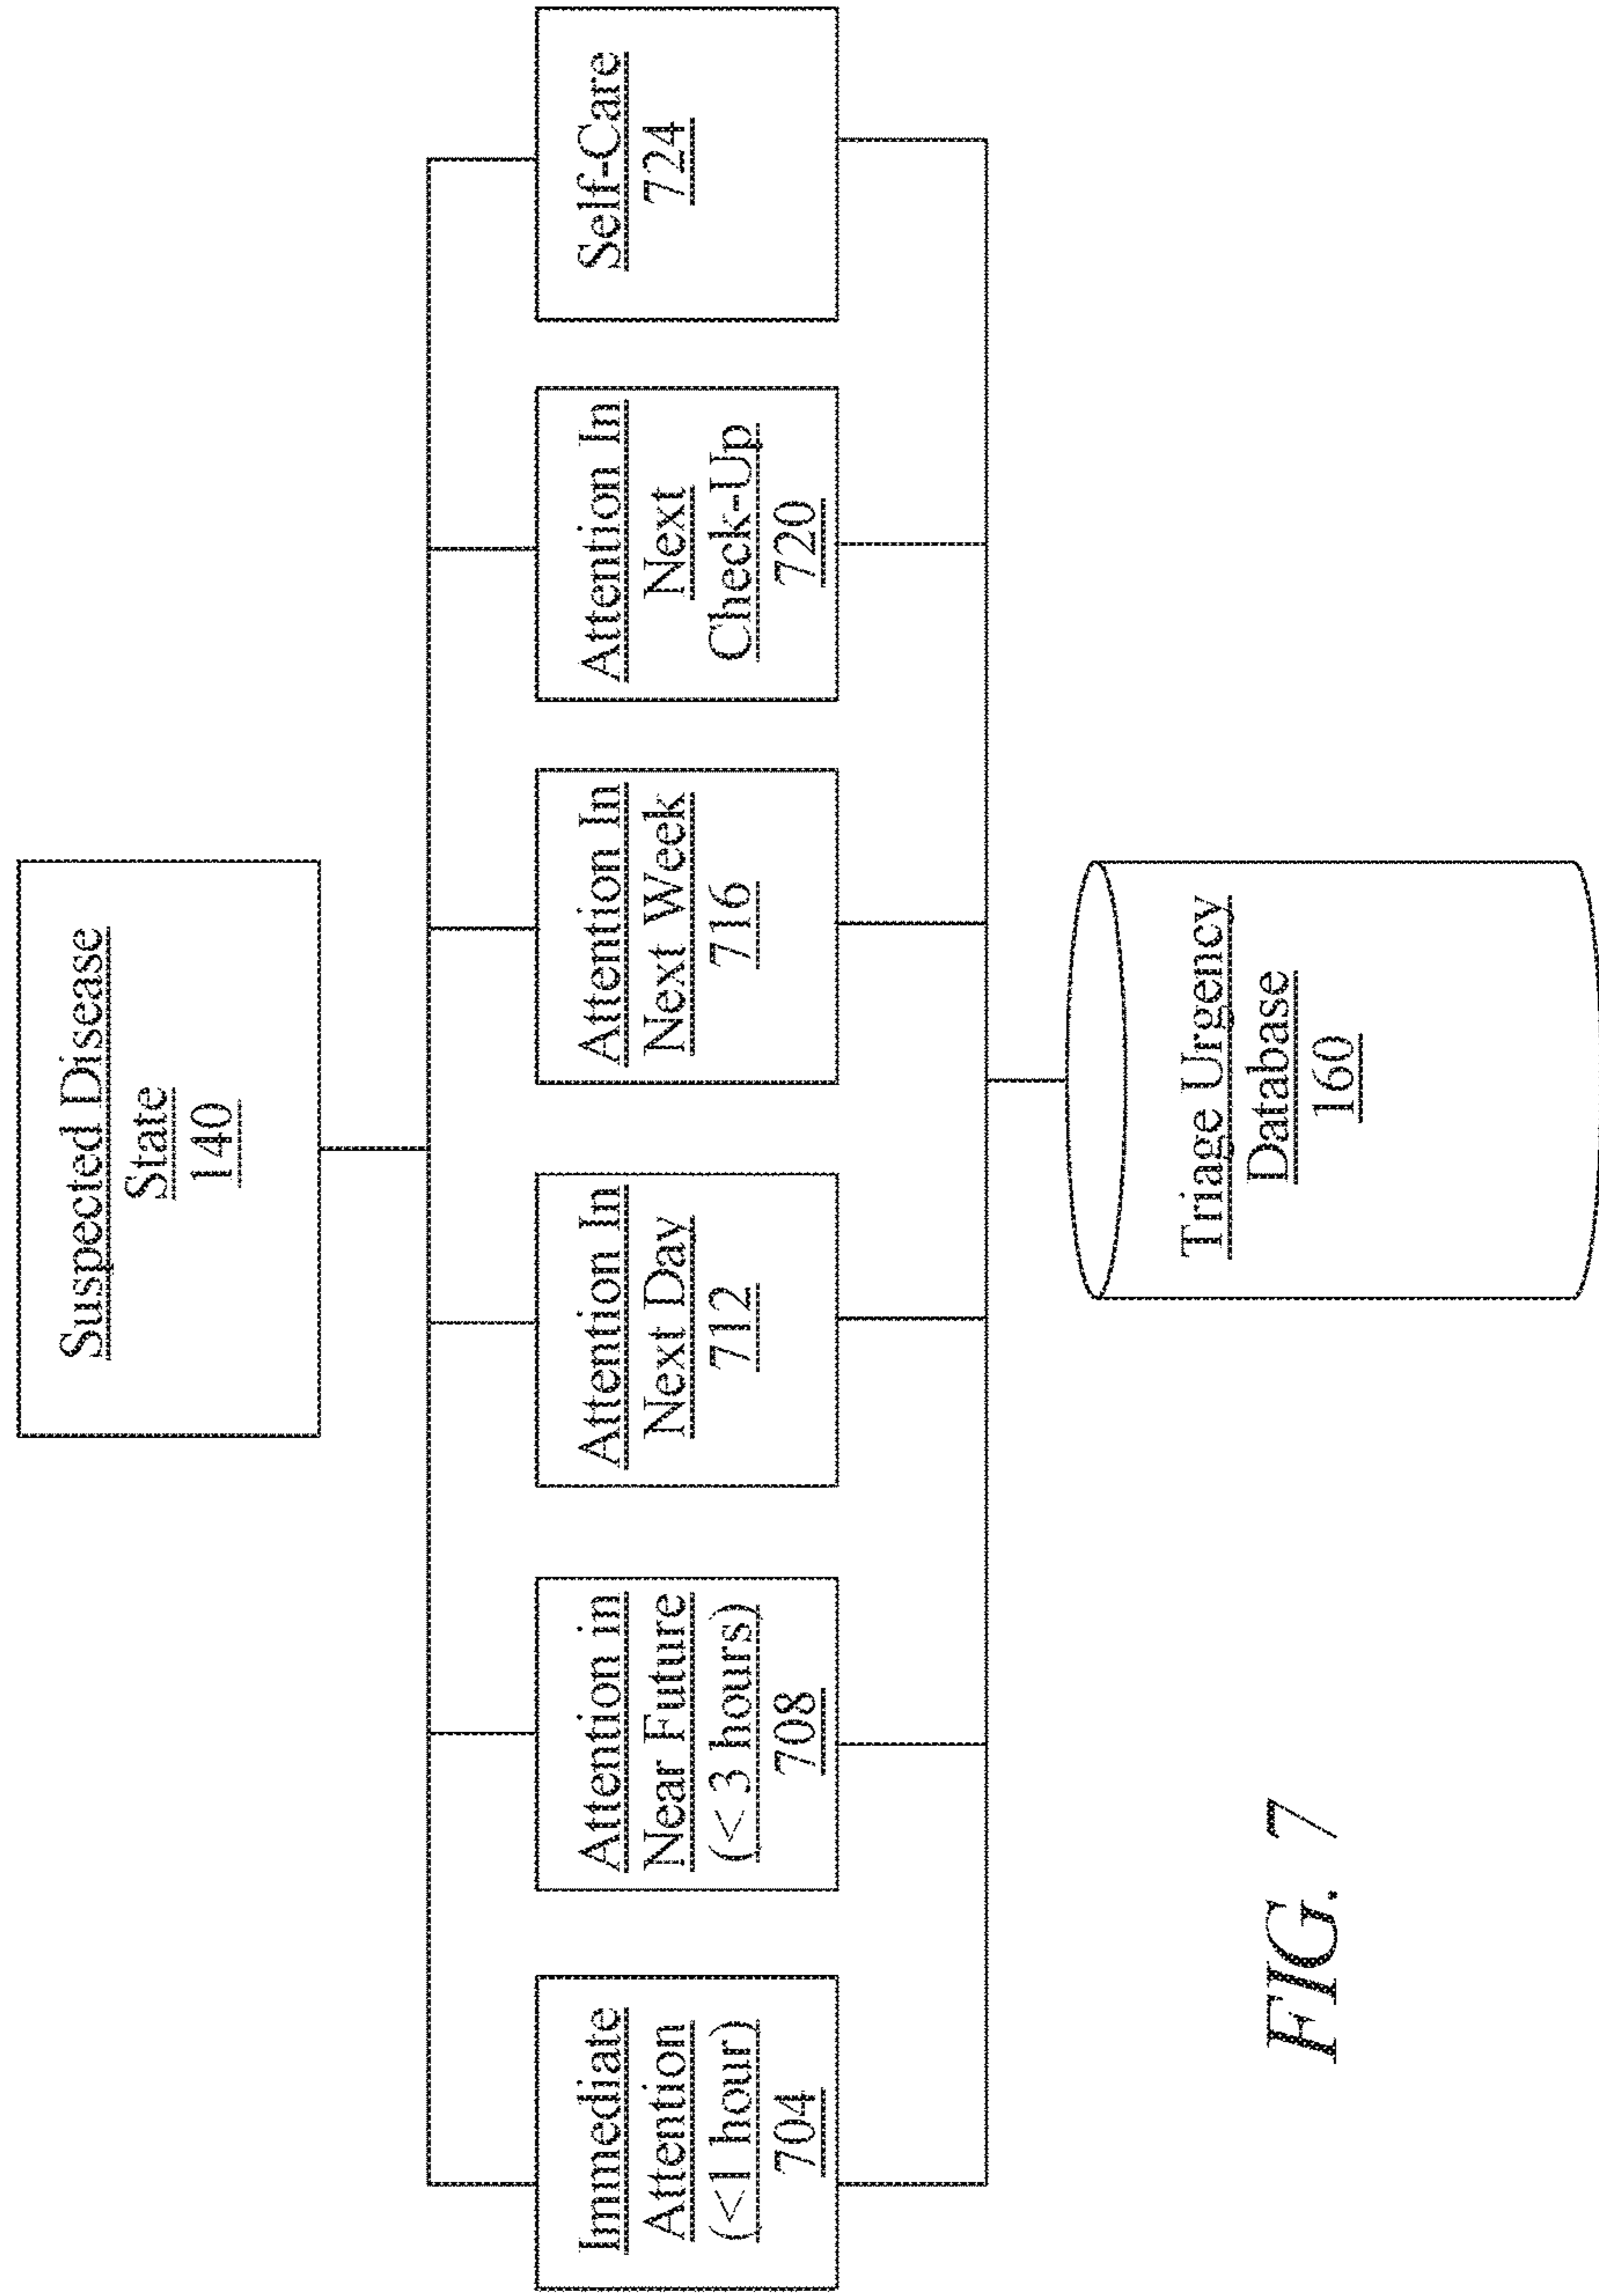 Suspected Disease
State
140
Immediate
Attention
(<1 hour)
704
Attention in
Near Future
(< 3 hours)
708
Attention In
Next Day
712
Attention In
Next Week
716
Attention In
Next
Check-Up
720
Self-Care
724
Triage Urgency
Database
160
FIG. 7